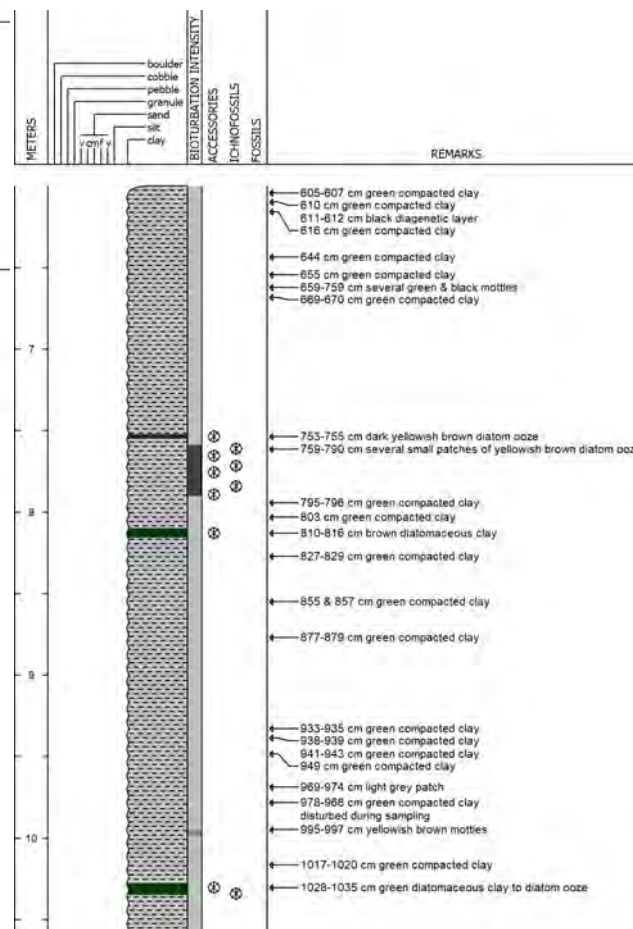 METERS
boulder
cobble
pebble
granule
sand
silt
clay
v c m f v
BIOTURBATION INTENSITY
ACCESSORIES
ICHNOFOSSILS
FOSSILS
REMARKS
605-607 cm green compacted clay
610 cm green compacted clay
611-612 cm black diagenetic layer
616 cm green compacted clay
644 cm green compacted clay
655 cm green compacted clay
659-759 cm several green & black mottles
669-670 cm green compacted clay
7
753-755 cm dark yellowish brown diatom ooze
759-790 cm several small patches of yellowish brown diatom ooz
795-796 cm green compacted clay
8
803 cm green compacted clay
810-816 cm brown diatomaceous clay
827-829 cm green compacted clay
855 & 857 cm green compacted clay
877-879 cm green compacted clay
9
933-935 cm green compacted clay
938-939 cm green compacted clay
941-943 cm green compacted clay
949 cm green compacted clay
969-974 cm light grey patch
978-968 cm green compacted clay
disturbed during sampling
995-997 cm yellowish brown mottles
10
1017-1020 cm green compacted clay
1028-1035 cm green diatomaceous clay to diatom ooze